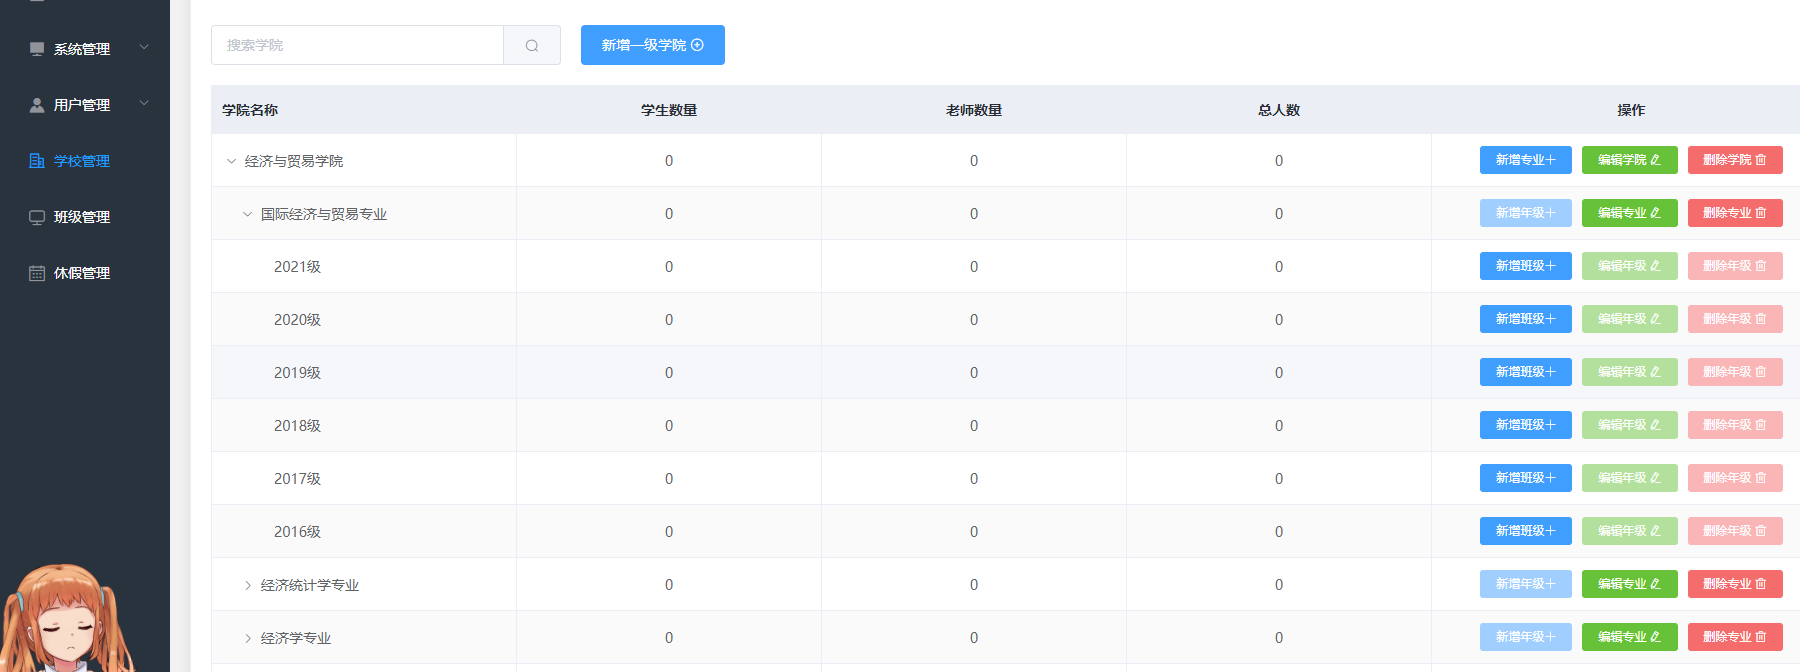 系统管理
用户管理
学校管理
班级管理
休假管理
搜索学院 新增一级学院
学院名称 学生数量 老师数量 总人数 操作
经济与贸易学院 0 0 0 新增专业 编辑学院 删除学院
国际经济与贸易专业 0 0 0 新增年级 编辑专业 删除专业
2021级 0 0 0 新增班级 编辑年级 删除年级
2020级 0 0 0 新增班级 编辑年级 删除年级
2019级 0 0 0 新增班级 编辑年级 删除年级
2018级 0 0 0 新增班级 编辑年级 删除年级
2017级 0 0 0 新增班级 编辑年级 删除年级
2016级 0 0 0 新增班级 编辑年级 删除年级
经济统计学专业 0 0 0 新增年级 编辑专业 删除专业
经济学专业 0 0 0 新增年级 编辑专业 删除专业